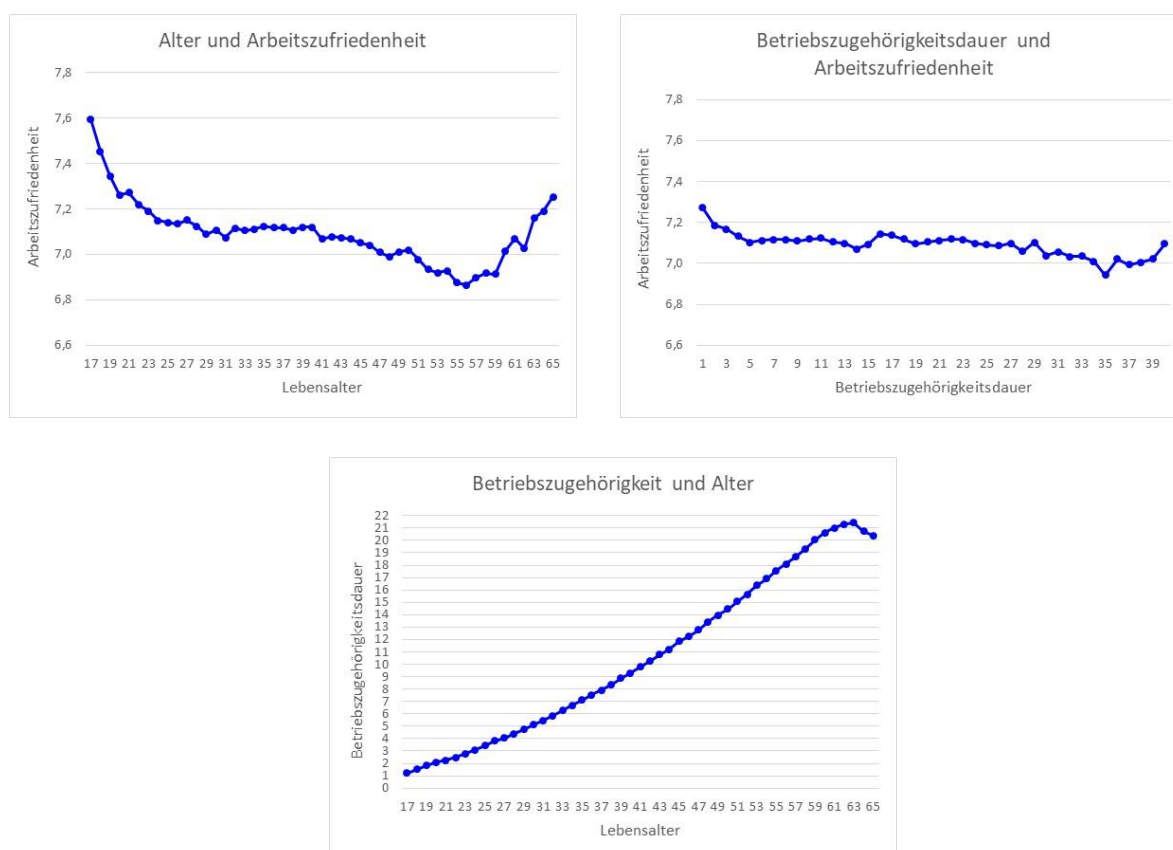 Alter und Arbeitszufriedenheit
Arbeitszufriedenheit
7,8
7,6
7,4
7,2
7,0
6,8
6,6
17 19 21 23 25 27 29 31 33 35 37 39 41 43 45 47 49 51 53 55 57 59 61 63 65
Lebensalter
Betriebszugehörigkeitsdauer und
Arbeitszufriedenheit
Arbeitszufriedenheit
7,8
7,6
7,4
7,2
7,0
6,8
6,6
1 3 5 7 9 11 13 15 17 19 21 23 25 27 29 31 33 35 37 39
Betriebszugehörigkeitsdauer
Betriebszugehörigkeit und Alter
Betriebszugehörigkeitsdauer
22
21
20
19
18
17
16
15
14
13
12
11
10
9
8
7
6
5
4
3
2
1
0
17 19 21 23 25 27 29 31 33 35 37 39 41 43 45 47 49 51 53 55 57 59 61 63 65
Lebensalter